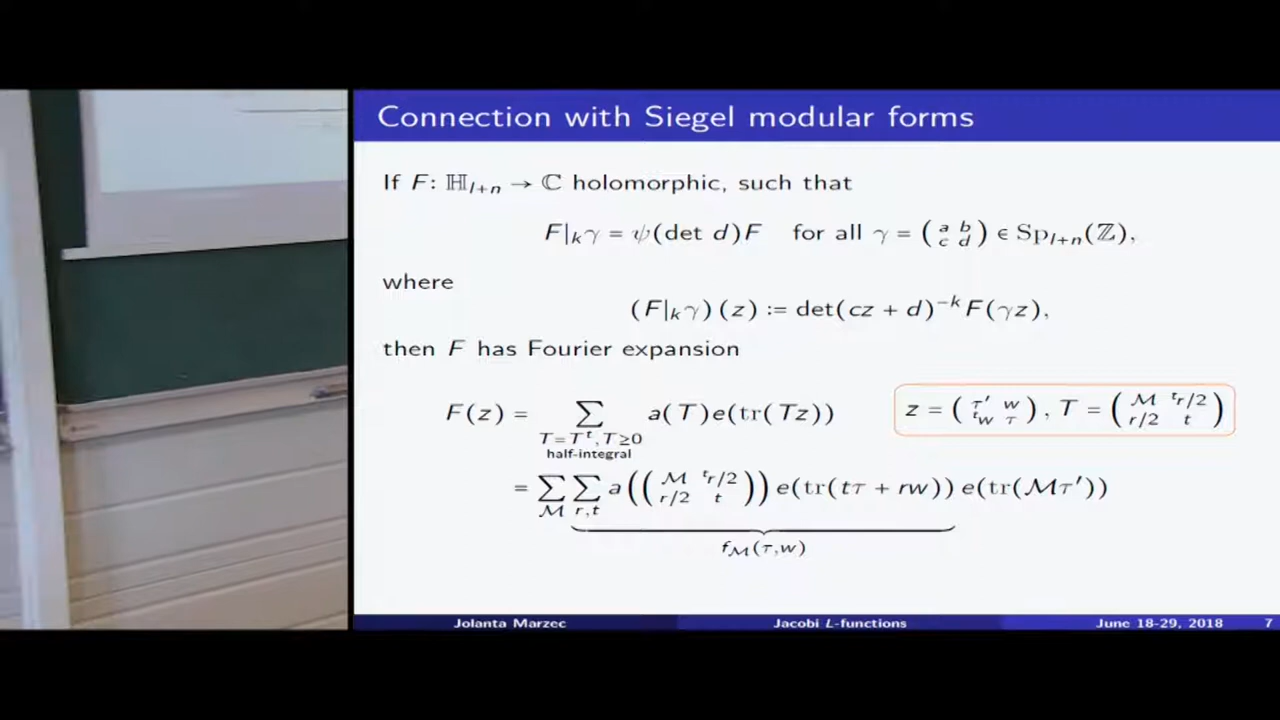 Connection with Siegel modular forms
If F: ℍ_{l+n} → ℂ holomorphic, such that
F|_kγ = ψ(det d)F for all γ = (a b; c d) ∈ Sp_{l+n}(ℤ),
where
(F|_kγ)(z) := det(cz + d)^{-k} F(γz),
then F has Fourier expansion
F(z) = ∑_{T=T^t, T≥0 half-integral} a(T)e(tr(Tz)) z = (τ′ w; ^tw τ), T = (ℳ ^tr/2; r/2 t)
= ∑_ℳ ∑_{r,t} a((ℳ ^tr/2; r/2 t)) e(tr(tτ + rw)) e(tr(ℳτ′))
f_ℳ(τ,w)
Jolanta Marzec Jacobi L-functions June 18-29, 2018 7